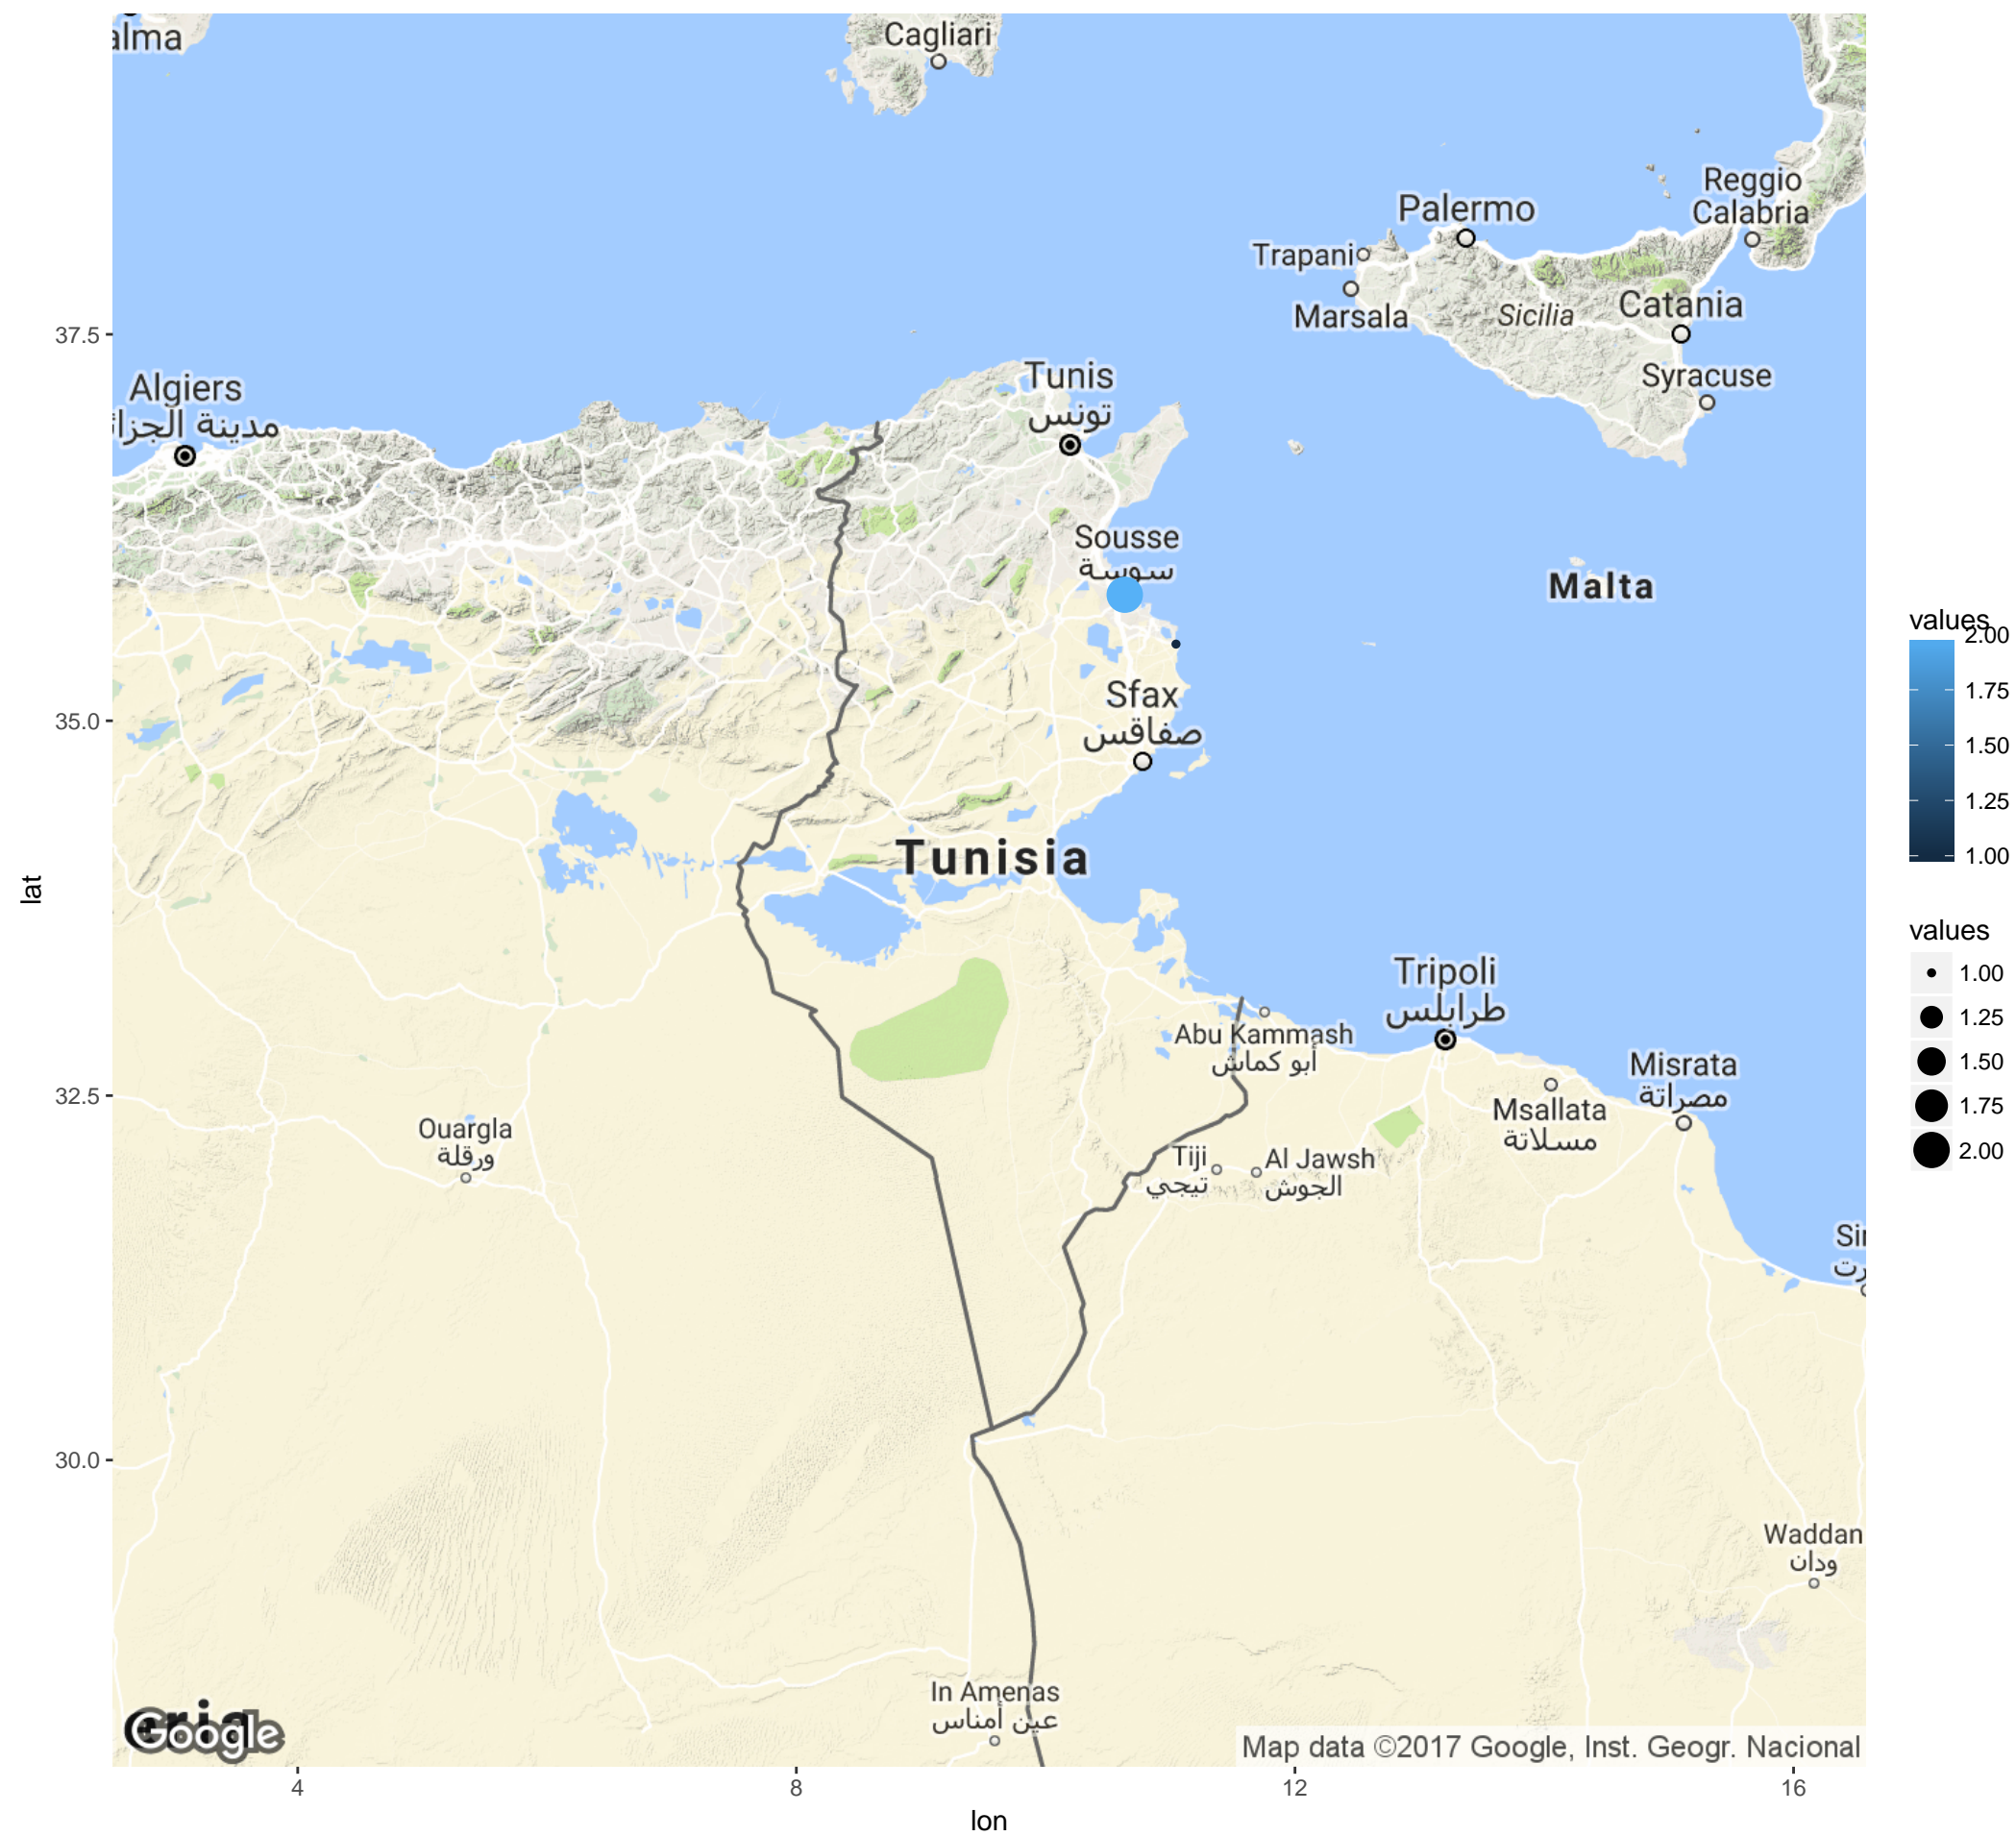 alma
Cagliari
Reggio
Calabria
Palermo
Trapani
Marsala
Sicilia
Catania
Syracuse
37.5
Algiers
مدينة الجزائ
Tunis
تونس
Sousse
سوسة
Malta
Sfax
صفاقس
35.0
Tunisia
lat
Tripoli
طرابلس
Abu Kammash
أبو كماش
Misrata
مصراتة
Msallata
مسلاتة
32.5
Ouargla
ورقلة
Tiji
تيجي
Al Jawsh
الجوش
Sir
رت
30.0
Waddan
ودان
In Amenas
عين أمناس
eria
Google
Map data ©2017 Google, Inst. Geogr. Nacional
4
8
12
16
lon
values
2.00
1.75
1.50
1.25
1.00
values
1.00
1.25
1.50
1.75
2.00